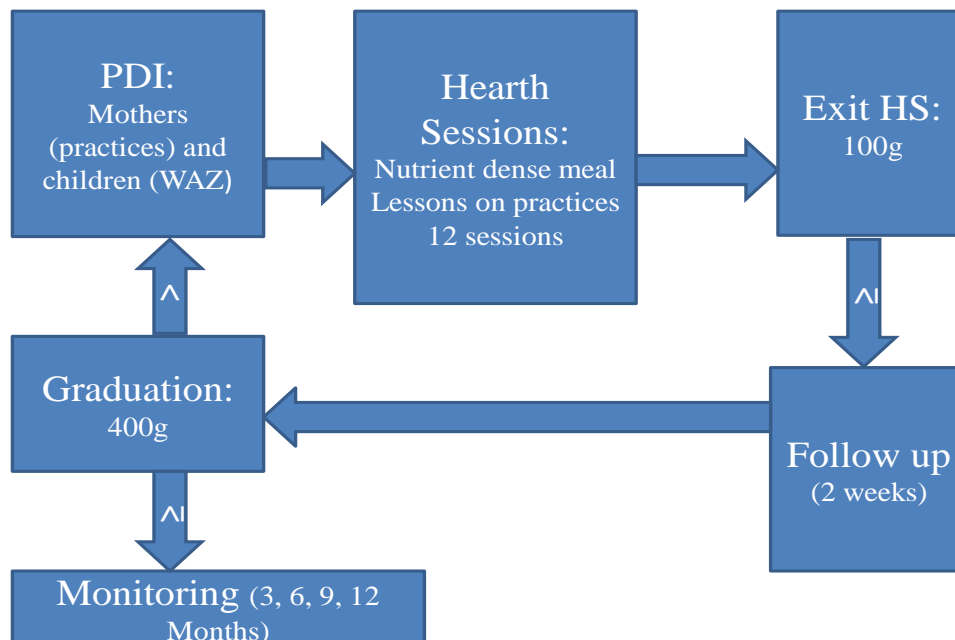 PDI:
Mothers
(practices) and
children (WAZ)
Hearth
Sessions:
Nutrient dense meal
Lessons on practices
12 sessions
Exit HS:
100g
<
≥
Graduation:
400g
Follow up
(2 weeks)
≥
Monitoring (3, 6, 9, 12
Months)